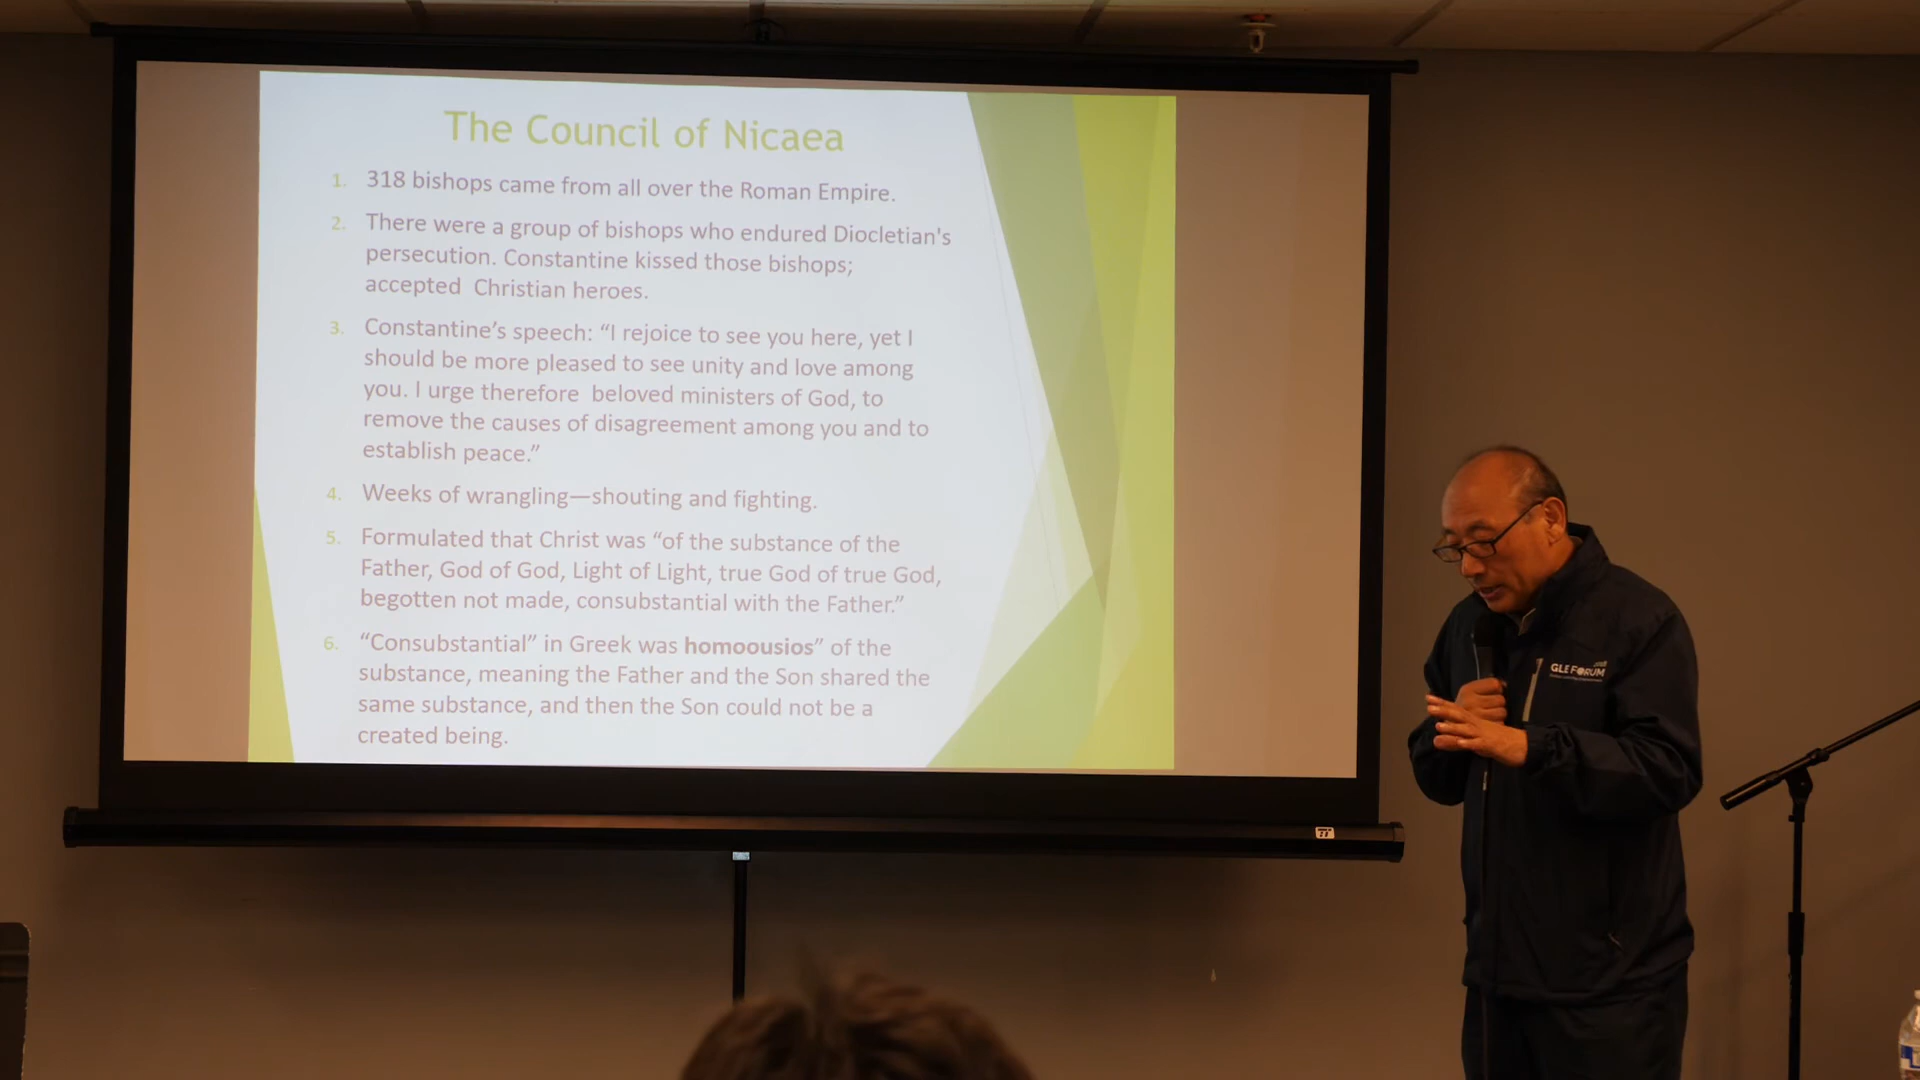 The Council of Nicaea
1. 318 bishops came from all over the Roman Empire.
2. There were a group of bishops who endured Diocletian's
persecution. Constantine kissed those bishops;
accepted Christian heroes.
3. Constantine’s speech: “I rejoice to see you here, yet I
should be more pleased to see unity and love among
you. I urge therefore beloved ministers of God, to
remove the causes of disagreement among you and to
establish peace.”
4. Weeks of wrangling—shouting and fighting.
5. Formulated that Christ was “of the substance of the
Father, God of God, Light of Light, true God of true God,
begotten not made, consubstantial with the Father.”
6. “Consubstantial” in Greek was homoousios” of the
substance, meaning the Father and the Son shared the
same substance, and then the Son could not be a
created being.
GLE FORUM